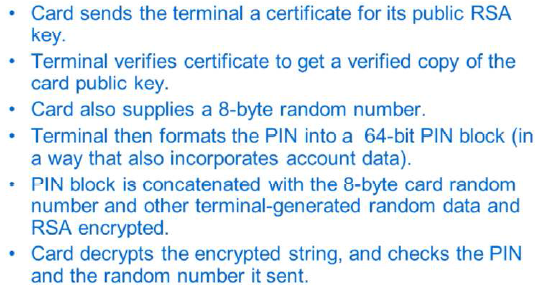 • Card sends the terminal a certificate for its public RSA
key.
• Terminal verifies certificate to get a verified copy of the
card public key.
• Card also supplies a 8-byte random number.
• Terminal then formats the PIN into a 64-bit PIN block (in
a way that also incorporates account data).
• PIN block is concatenated with the 8-byte card random
number and other terminal-generated random data and
RSA encrypted.
• Card decrypts the encrypted string, and checks the PIN
and the random number it sent.